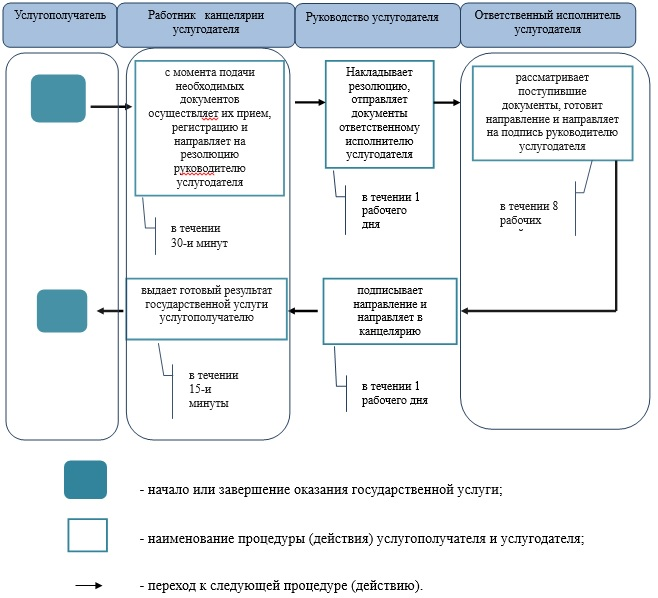 Услугополучатель
Работник канцелярии
услугодателя
Руководство услугодателя
Ответственный исполнитель
услугодателя
с момента подачи
необходимых
документов
осуществляет их прием,
регистрацию и
направляет на
резолюцию
руководителю
услугодателя
в течении
30-и минут
Накладывает
резолюцию,
отправляет
документы
ответственному
исполнителю
услугодателя
в течении 1
рабочего
дня
рассматривает
поступившие
документы, готовит
направление и направляет
на подпись руководителю
услугодателя
в течении 8
рабочих
подписывает
направление и
направляет в
канцелярию
в течении 1
рабочего дня
выдает готовый результат
государственной услуги
услугополучателю
в течении
15-и
минуты
- начало или завершение оказания государственной услуги;
- наименование процедуры (действия) услугополучателя и услугодателя;
- переход к следующей процедуре (действию).